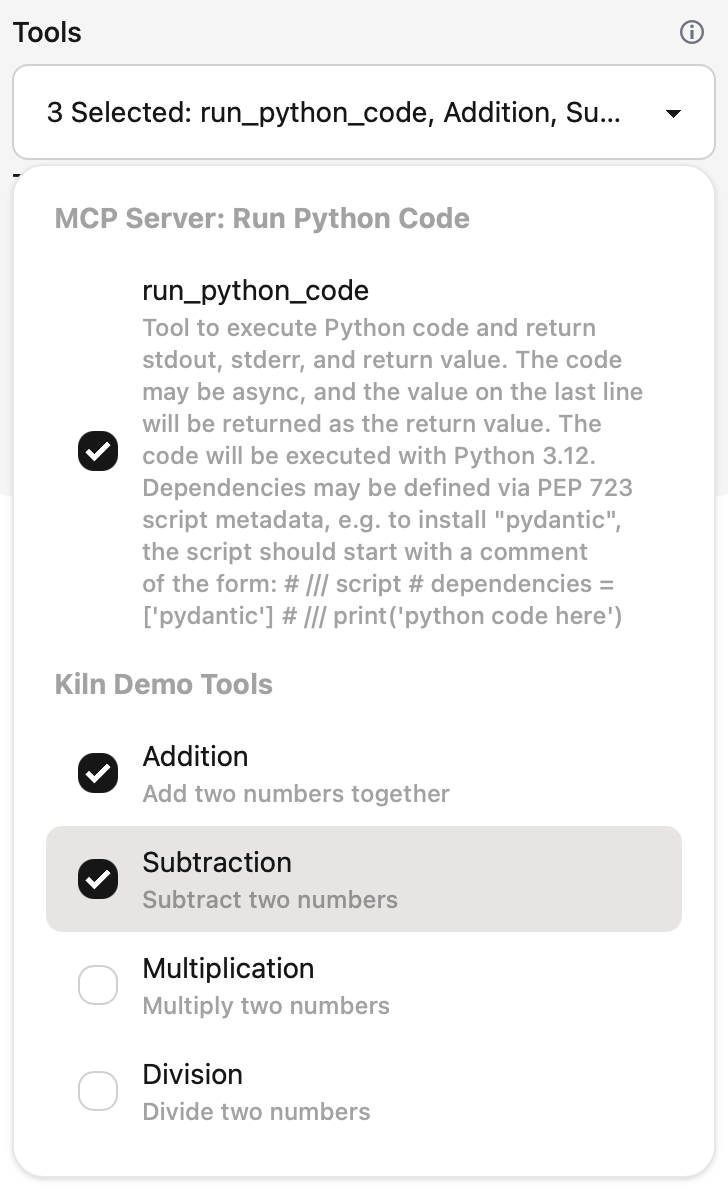 Tools
3 Selected: run_python_code, Addition, Su...
MCP Server: Run Python Code
run_python_code
Tool to execute Python code and return
stdout, stderr, and return value. The code
may be async, and the value on the last line
will be returned as the return value. The
code will be executed with Python 3.12.
Dependencies may be defined via PEP 723
script metadata, e.g. to install "pydantic",
the script should start with a comment
of the form: # /// script # dependencies =
['pydantic'] # /// print('python code here')
Kiln Demo Tools
Addition
Add two numbers together
Subtraction
Subtract two numbers
Multiplication
Multiply two numbers
Division
Divide two numbers